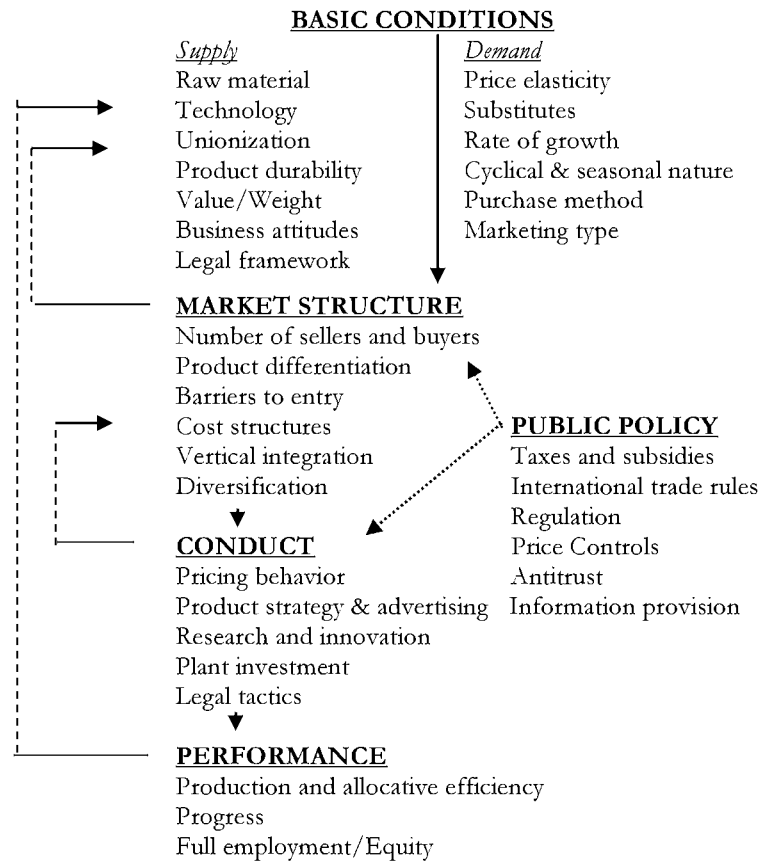 BASIC CONDITIONS
Supply
Raw material
Technology
Unionization
Product durability
Value/Weight
Business attitudes
Legal framework
Demand
Price elasticity
Substitutes
Rate of growth
Cyclical & seasonal nature
Purchase method
Marketing type
MARKET STRUCTURE
Number of sellers and buyers
Product differentiation
Barriers to entry
Cost structures
Vertical integration
Diversification
PUBLIC POLICY
Taxes and subsidies
International trade rules
Regulation
Price Controls
Antitrust
Information provision
CONDUCT
Pricing behavior
Product strategy & advertising
Research and innovation
Plant investment
Legal tactics
PERFORMANCE
Production and allocative efficiency
Progress
Full employment/Equity